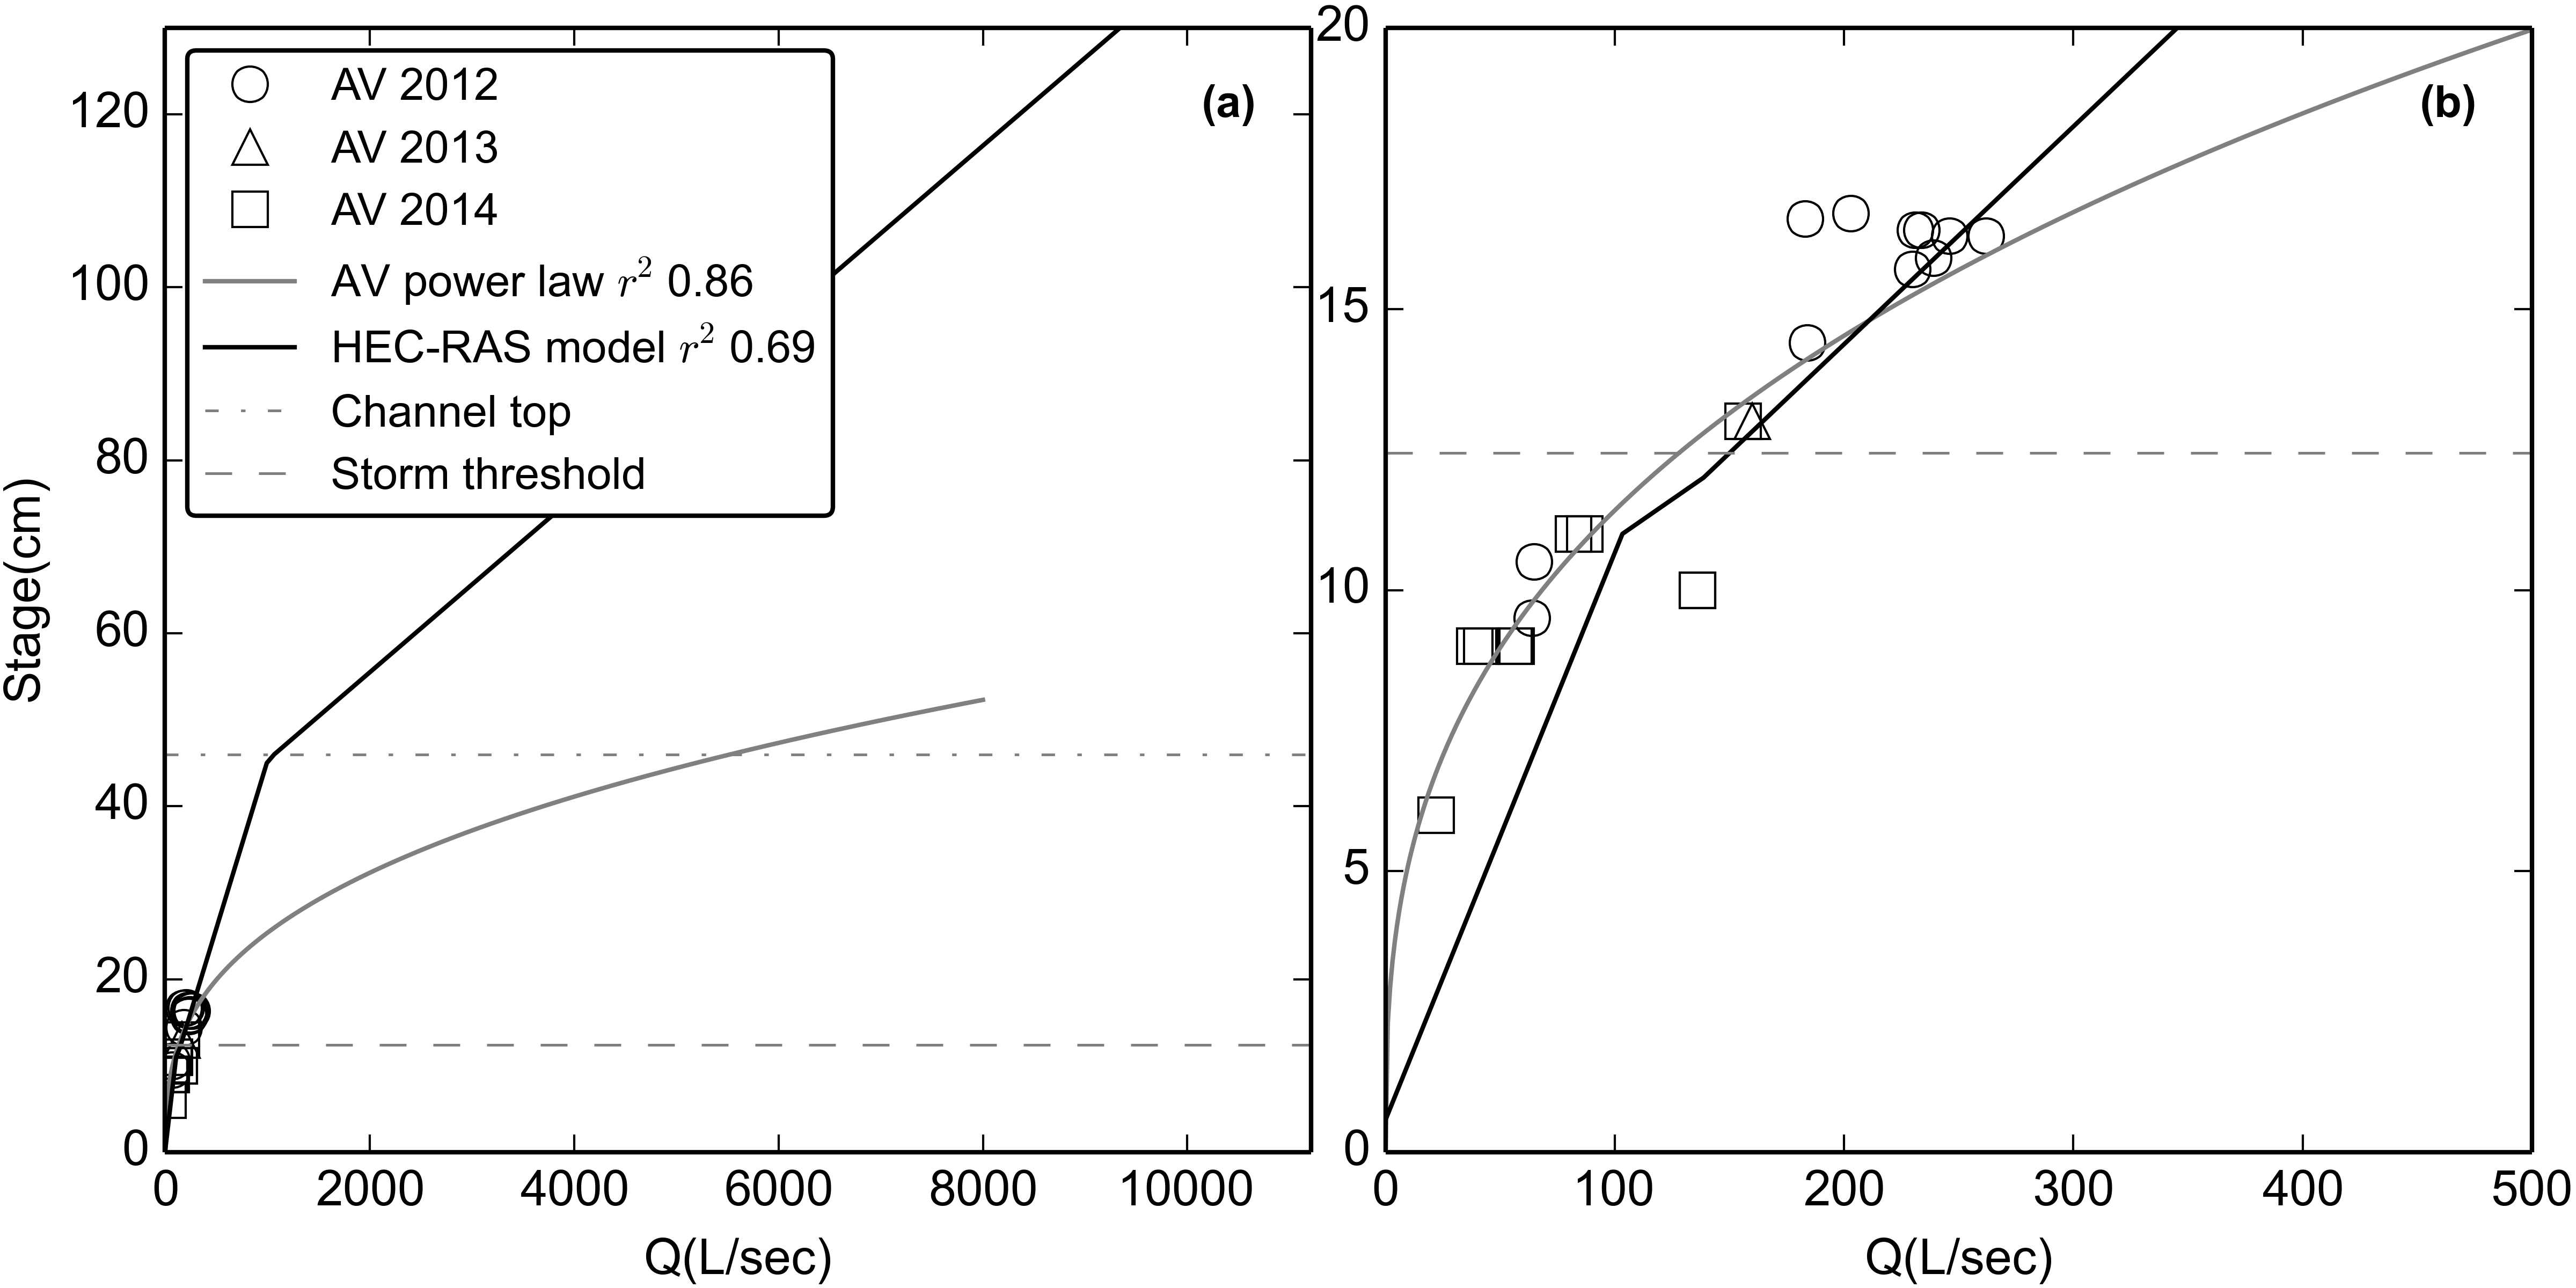 (a)
AV 2012
AV 2013
AV 2014
AV power law r² 0.86
HEC-RAS model r² 0.69
Channel top
Storm threshold
120
100
80
60
40
20
0
Stage(cm)
0 2000 4000 6000 8000 10000
Q(L/sec)
(b)
20
15
10
5
0
0 100 200 300 400 500
Q(L/sec)